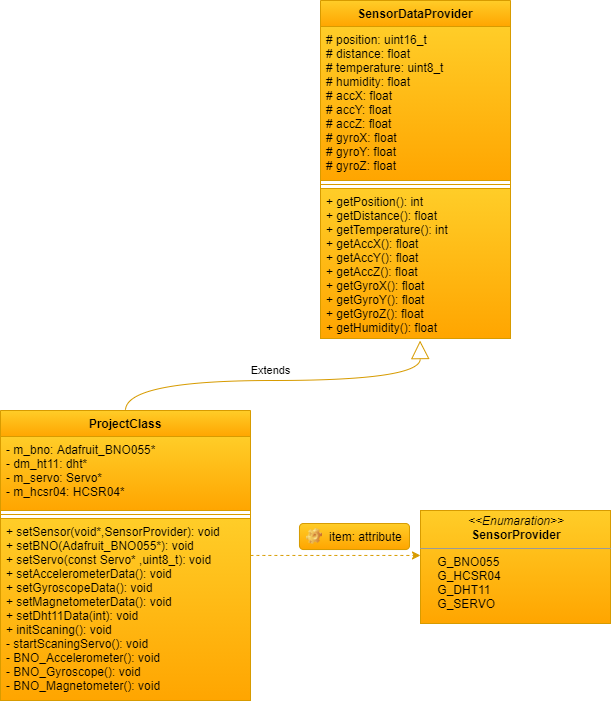 SensorDataProvider
# position: uint16_t
# distance: float
# temperature: uint8_t
# humidity: float
# accX: float
# accY: float
# accZ: float
# gyroX: float
# gyroY: float
# gyroZ: float
+ getPosition(): int
+ getDistance(): float
+ getTemperature(): int
+ getAccX(): float
+ getAccY(): float
+ getAccZ(): float
+ getGyroX(): float
+ getGyroY(): float
+ getGyroZ(): float
+ getHumidity(): float
Extends
ProjectClass
- m_bno: Adafruit_BNO055*
- dm_ht11: dht*
- m_servo: Servo*
- m_hcsr04: HCSR04*
+ setSensor(void*,SensorProvider): void
+ setBNO(Adafruit_BNO055*): void
+ setServo(const Servo* ,uint8_t): void
+ setAccelerometerData(): void
+ setGyroscopeData(): void
+ setMagnetometerData(): void
+ setDht11Data(int): void
+ initScaning(): void
- startScaningServo(): void
- BNO_Accelerometer(): void
- BNO_Gyroscope(): void
- BNO_Magnetometer(): void
item: attribute
<<Enumaration>>
SensorProvider
G_BNO055
G_HCSR04
G_DHT11
G_SERVO